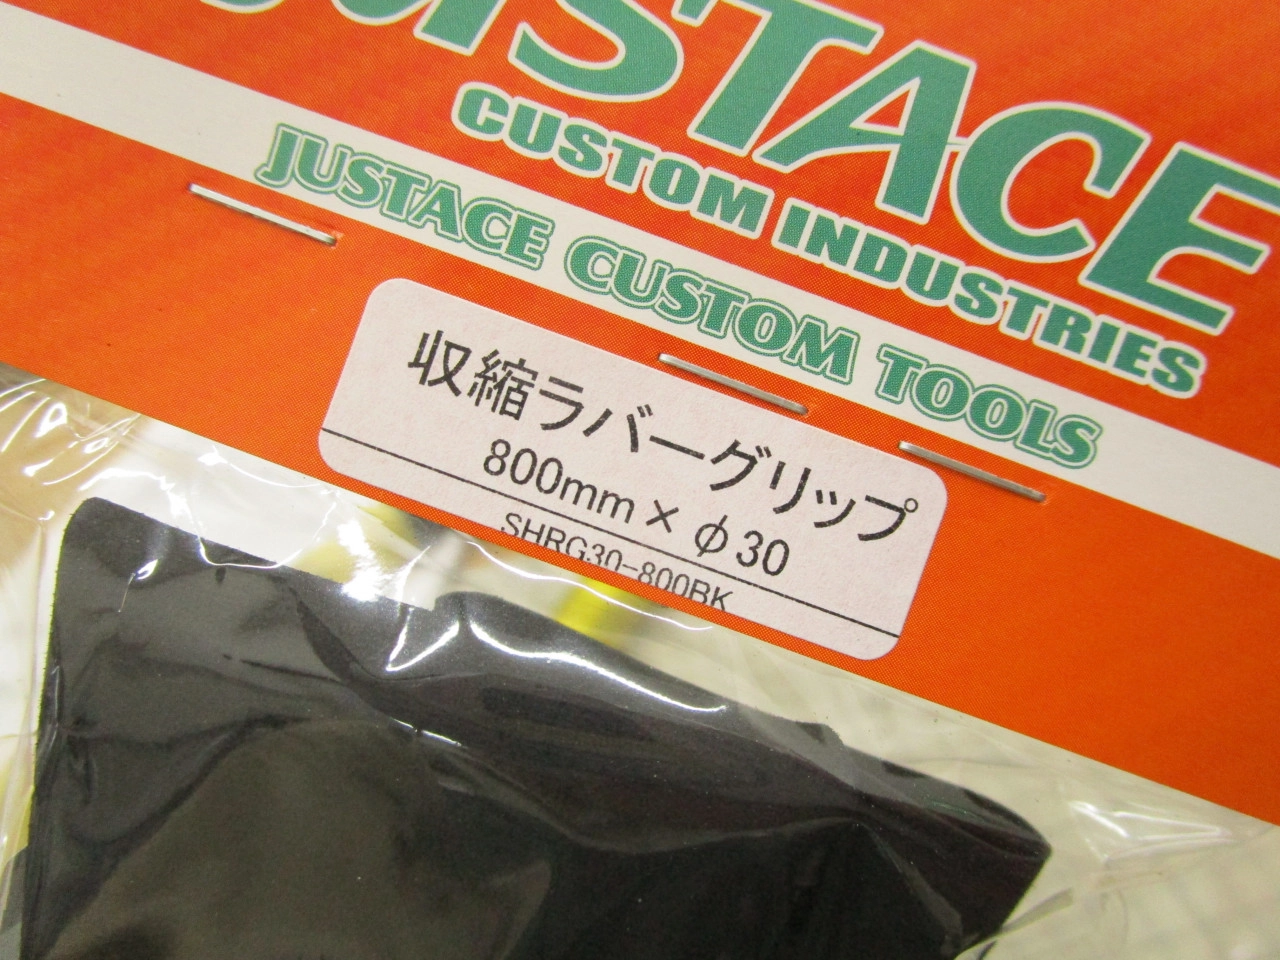 JUSTACE
CUSTOM INDUSTRIES
JUSTACE CUSTOM TOOLS
収縮ラバーグリップ
800mm × φ30
SHRG30-800BK